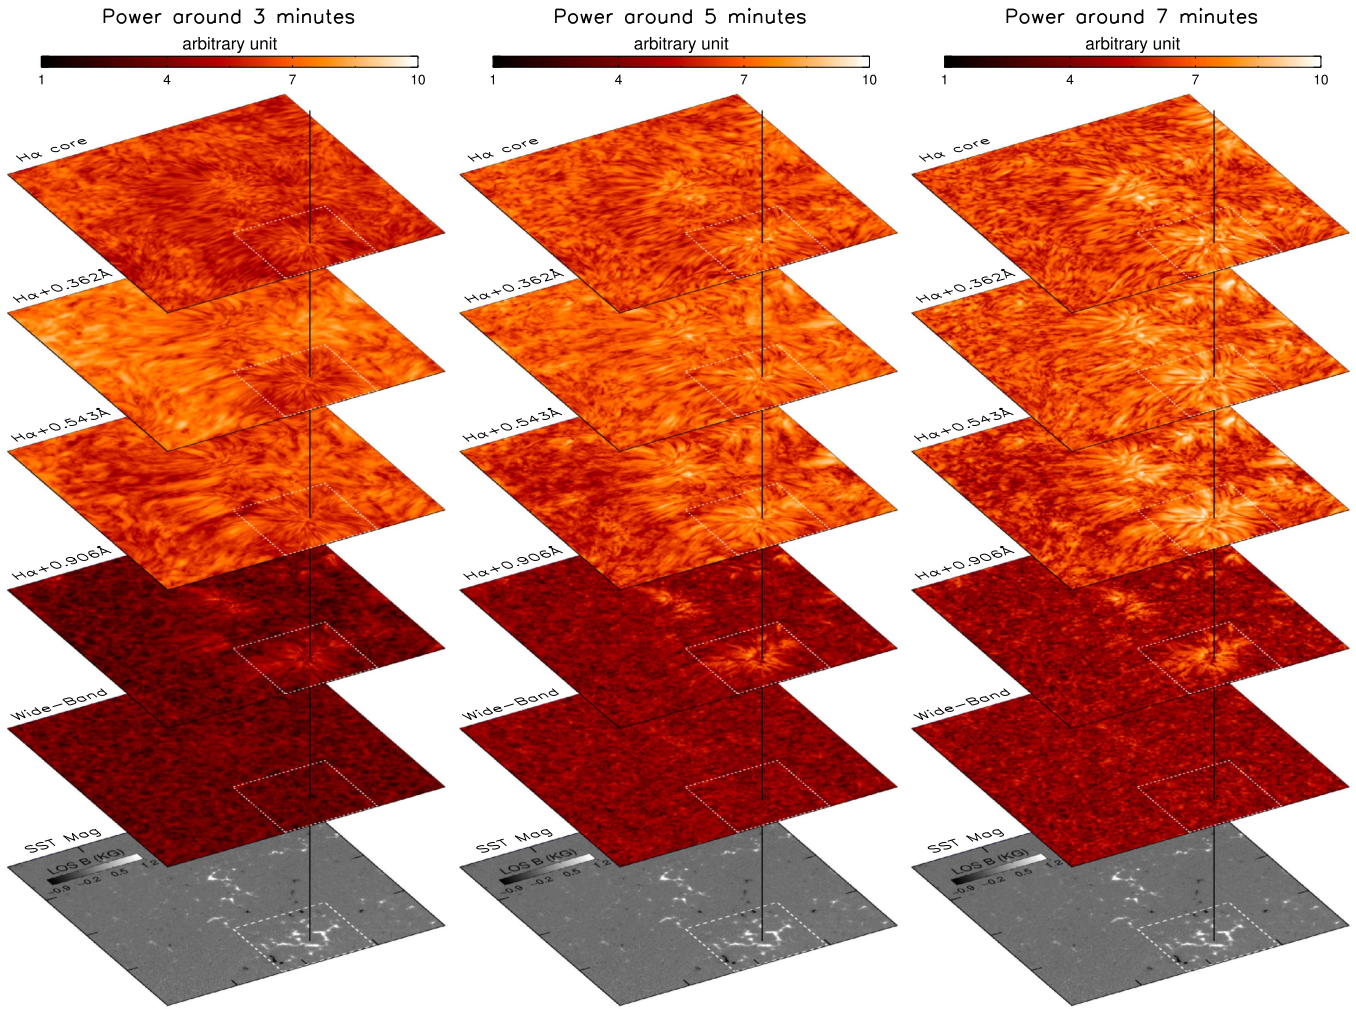 Power around 3 minutes
arbitrary unit
1 4 7 10
Hα core
Hα+0.362Å
Hα+0.543Å
Hα+0.906Å
Wide-Band
SST Mag
LOS B (KG)
-0.9 -0.2 0.5 1.2
Power around 5 minutes
arbitrary unit
1 4 7 10
Hα core
Hα+0.362Å
Hα+0.543Å
Hα+0.906Å
Wide-Band
SST Mag
LOS B (KG)
-0.9 -0.2 0.5 1.2
Power around 7 minutes
arbitrary unit
1 4 7 10
Hα core
Hα+0.362Å
Hα+0.543Å
Hα+0.906Å
Wide-Band
SST Mag
LOS B (KG)
-0.9 -0.2 0.5 1.2